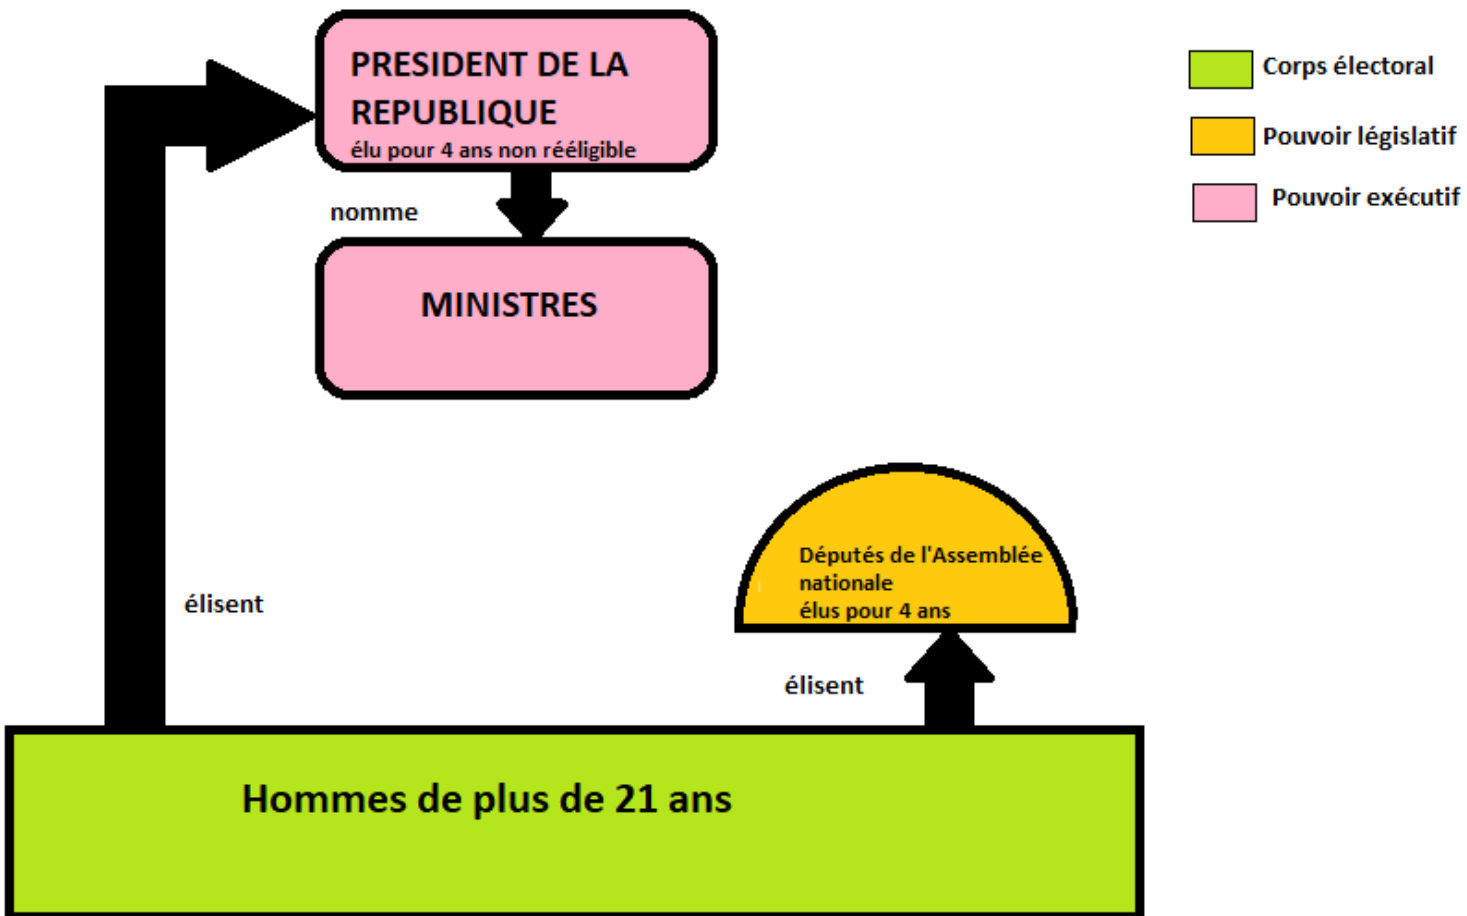 PRESIDENT DE LA
REPUBLIQUE
élu pour 4 ans non rééligible
nomme
MINISTRES
Corps électoral
Pouvoir législatif
Pouvoir exécutif
Députés de l'Assemblée
nationale
élus pour 4 ans
élisent
élisent
Hommes de plus de 21 ans